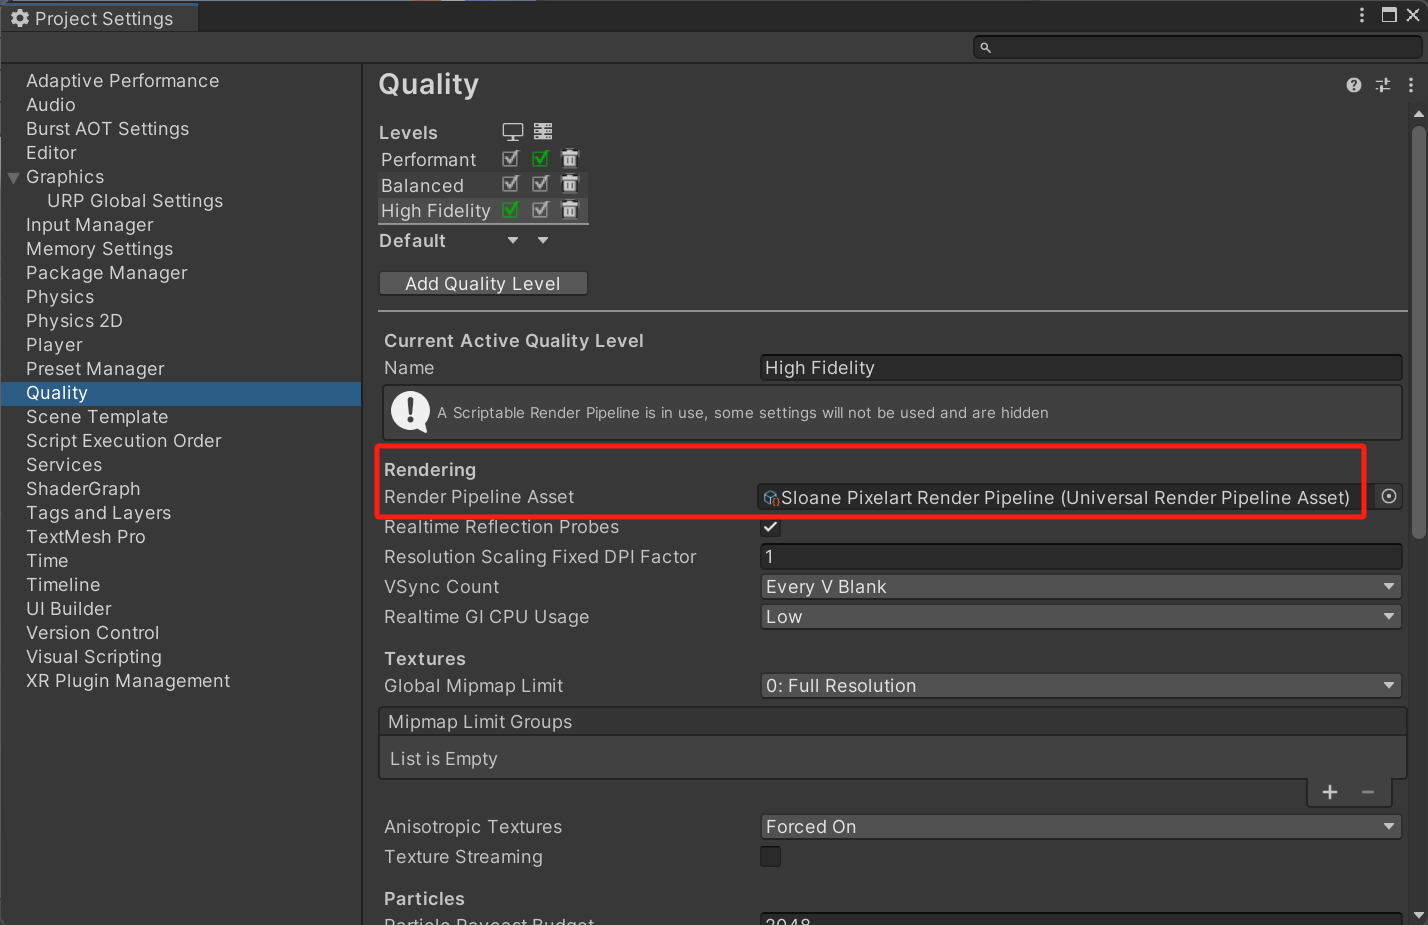 Project Settings
Adaptive Performance
Audio
Burst AOT Settings
Editor
Graphics
URP Global Settings
Input Manager
Memory Settings
Package Manager
Physics
Physics 2D
Player
Preset Manager
Quality
Scene Template
Script Execution Order
Services
ShaderGraph
Tags and Layers
TextMesh Pro
Time
Timeline
UI Builder
Version Control
Visual Scripting
XR Plugin Management
Quality
Levels
Performant
Balanced
High Fidelity
Default
Add Quality Level
Current Active Quality Level
Name High Fidelity
A Scriptable Render Pipeline is in use, some settings will not be used and are hidden
Rendering
Render Pipeline Asset Sloane Pixelart Render Pipeline (Universal Render Pipeline Asset)
Realtime Reflection Probes
Resolution Scaling Fixed DPI Factor 1
VSync Count Every V Blank
Realtime GI CPU Usage Low
Textures
Global Mipmap Limit 0: Full Resolution
Mipmap Limit Groups
List is Empty
Anisotropic Textures Forced On
Texture Streaming
Particles
Particle Raycast Budget 2048